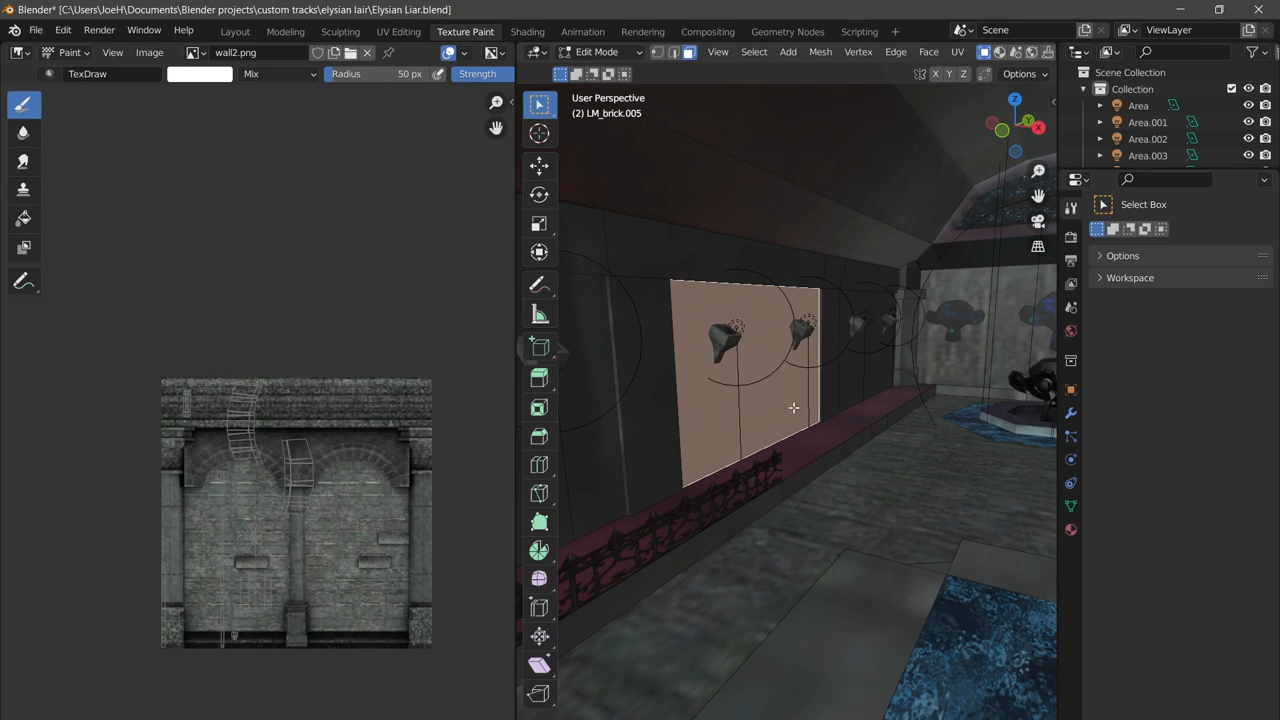 Blender* [C:\Users\JoeH\Documents\Blender projects\custom tracks\elysian lair\Elysian Liar.blend]
File Edit Render Window Help Layout Modeling Sculpting UV Editing Texture Paint Shading Animation Rendering Compositing Geometry Nodes Scripting + Scene ViewLayer
Paint View Image wall2.png Edit Mode View Select Add Mesh Vertex Edge Face UV
TexDraw Mix Radius 50 px Strength X Y Z Options
Scene Collection
Collection
Area
Area.001
Area.002
Area.003
User Perspective
(2) LM_brick.005
Z
Y
X
Select Box
Options
Workspace